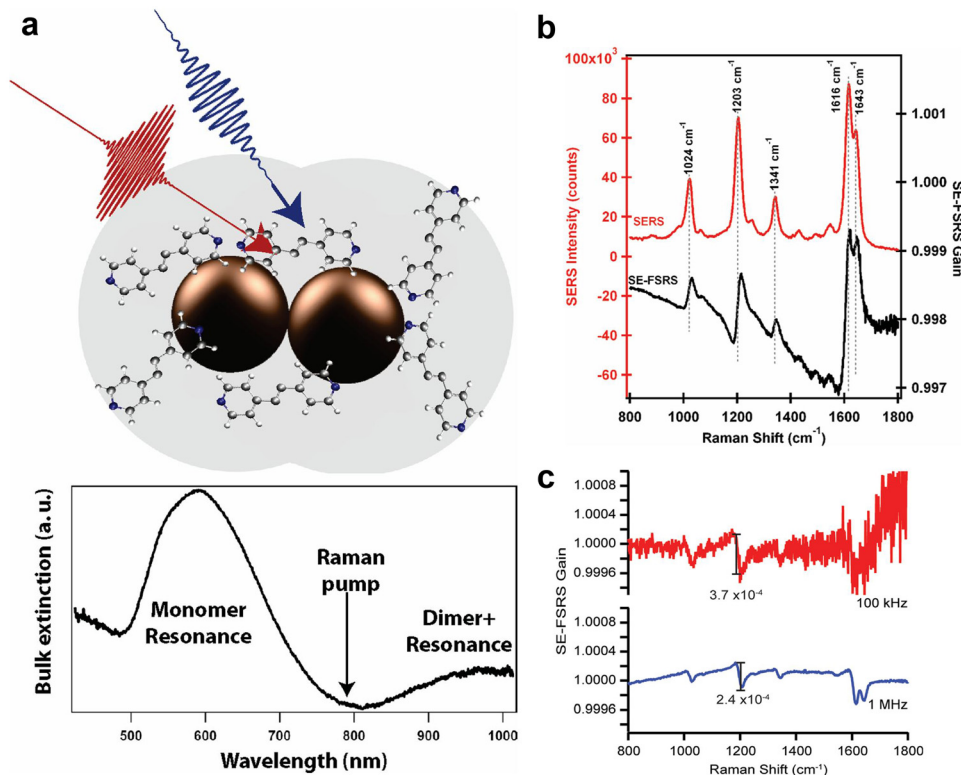 a
Bulk extinction (a.u.)
Monomer
Resonance
Raman
pump
Dimer+
Resonance
500 600 700 800 900 1000
Wavelength (nm)
b
100x10³
80
60
40
20
0
-20
-40
-60
SERS Intensity (counts)
1024 cm⁻¹
1203 cm⁻¹
1341 cm⁻¹
1616 cm⁻¹
1643 cm⁻¹
SERS
SE-FSRS
1.001
1.000
0.999
0.998
0.997
SE-FSRS Gain
800 1000 1200 1400 1600 1800
Raman Shift (cm⁻¹)
c
1.0008
1.0004
1.0000
0.9996
3.7 x10⁻⁴
100 kHz
SE-FSRS Gain
1.0008
1.0004
1.0000
0.9996
2.4 x10⁻⁴
1 MHz
800 1000 1200 1400 1600 1800
Raman Shift (cm⁻¹)